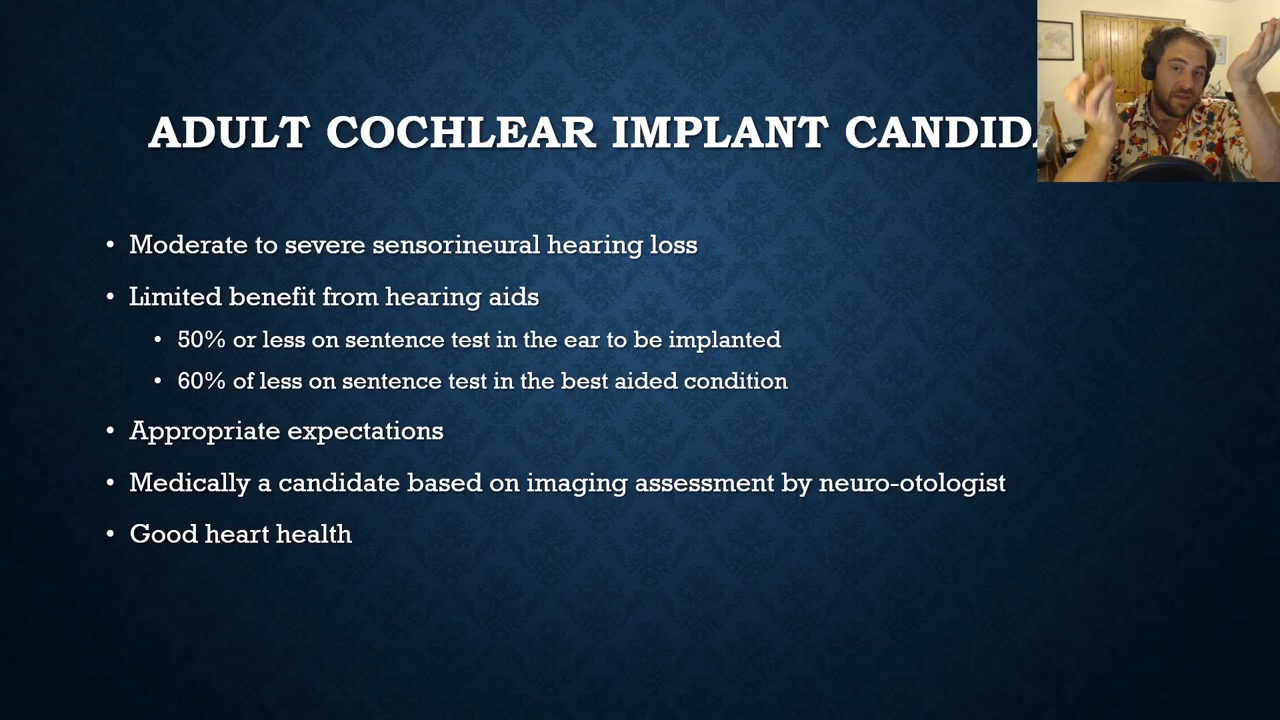 ADULT COCHLEAR IMPLANT
• Moderate to severe sensorineural hearing loss
• Limited benefit from hearing aids
• 50% or less on sentence test in the ear to be implanted
• 60% of less on sentence test in the best aided condition
• Appropriate expectations
• Medically a candidate based on imaging assessment by neuro-otologist
• Good heart health